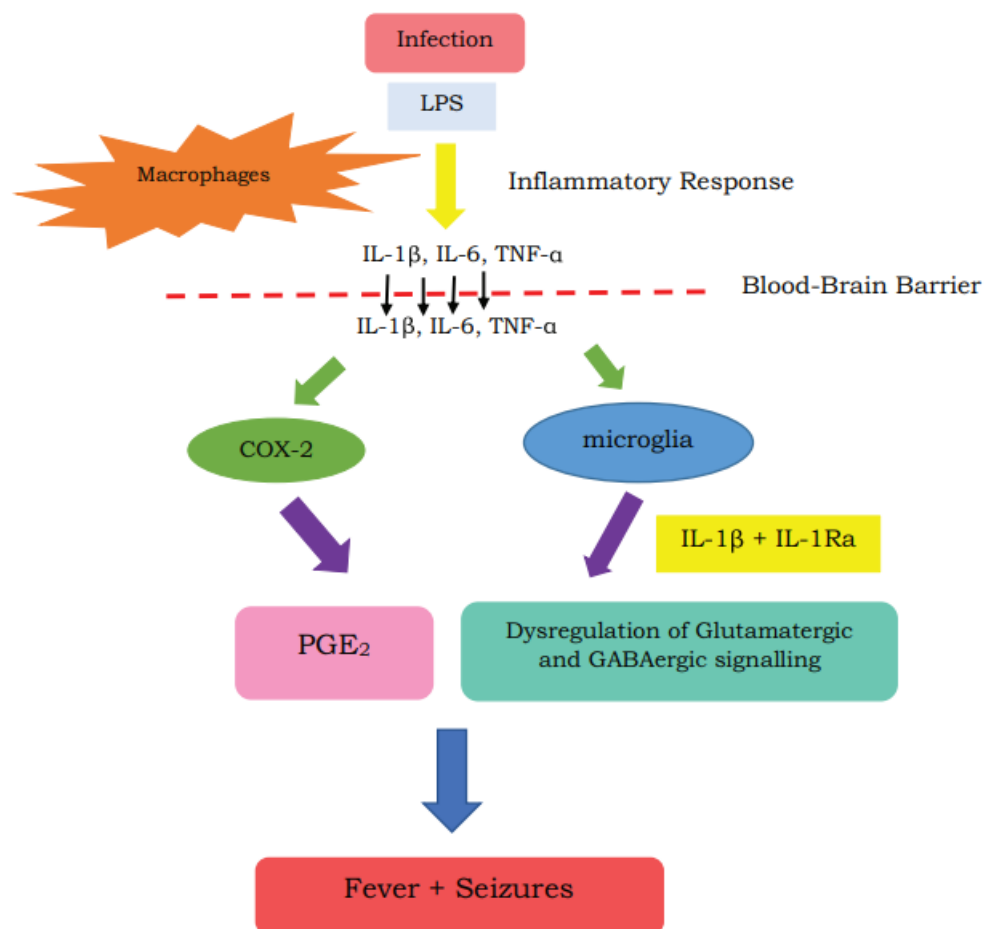 Infection
LPS
Macrophages
Inflammatory Response
IL-1β, IL-6, TNF-α
Blood-Brain Barrier
IL-1β, IL-6, TNF-α
COX-2
microglia
IL-1β + IL-1Ra
PGE₂
Dysregulation of Glutamatergic
and GABAergic signalling
Fever + Seizures